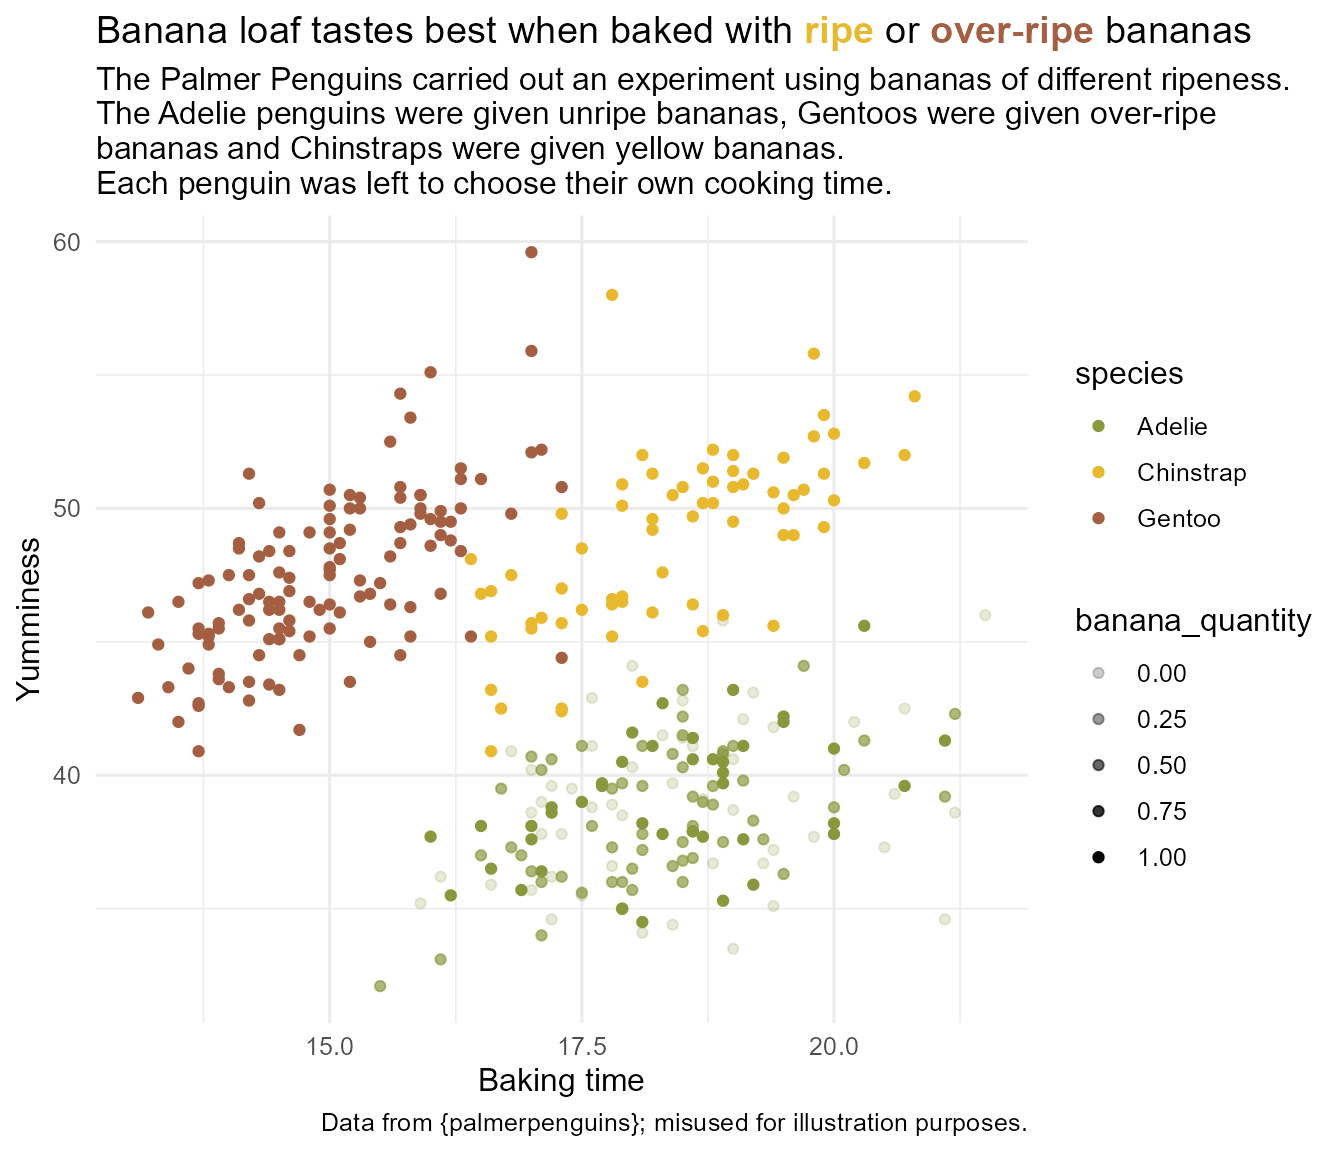 Banana loaf tastes best when baked with ripe or over-ripe bananas
The Palmer Penguins carried out an experiment using bananas of different ripeness.
The Adelie penguins were given unripe bananas, Gentoos were given over-ripe
bananas and Chinstraps were given yellow bananas.
Each penguin was left to choose their own cooking time.
60
50
40
Yumminess
15.0 17.5 20.0
Baking time
species
Adelie
Chinstrap
Gentoo
banana_quantity
0.00
0.25
0.50
0.75
1.00
Data from {palmerpenguins}; misused for illustration purposes.